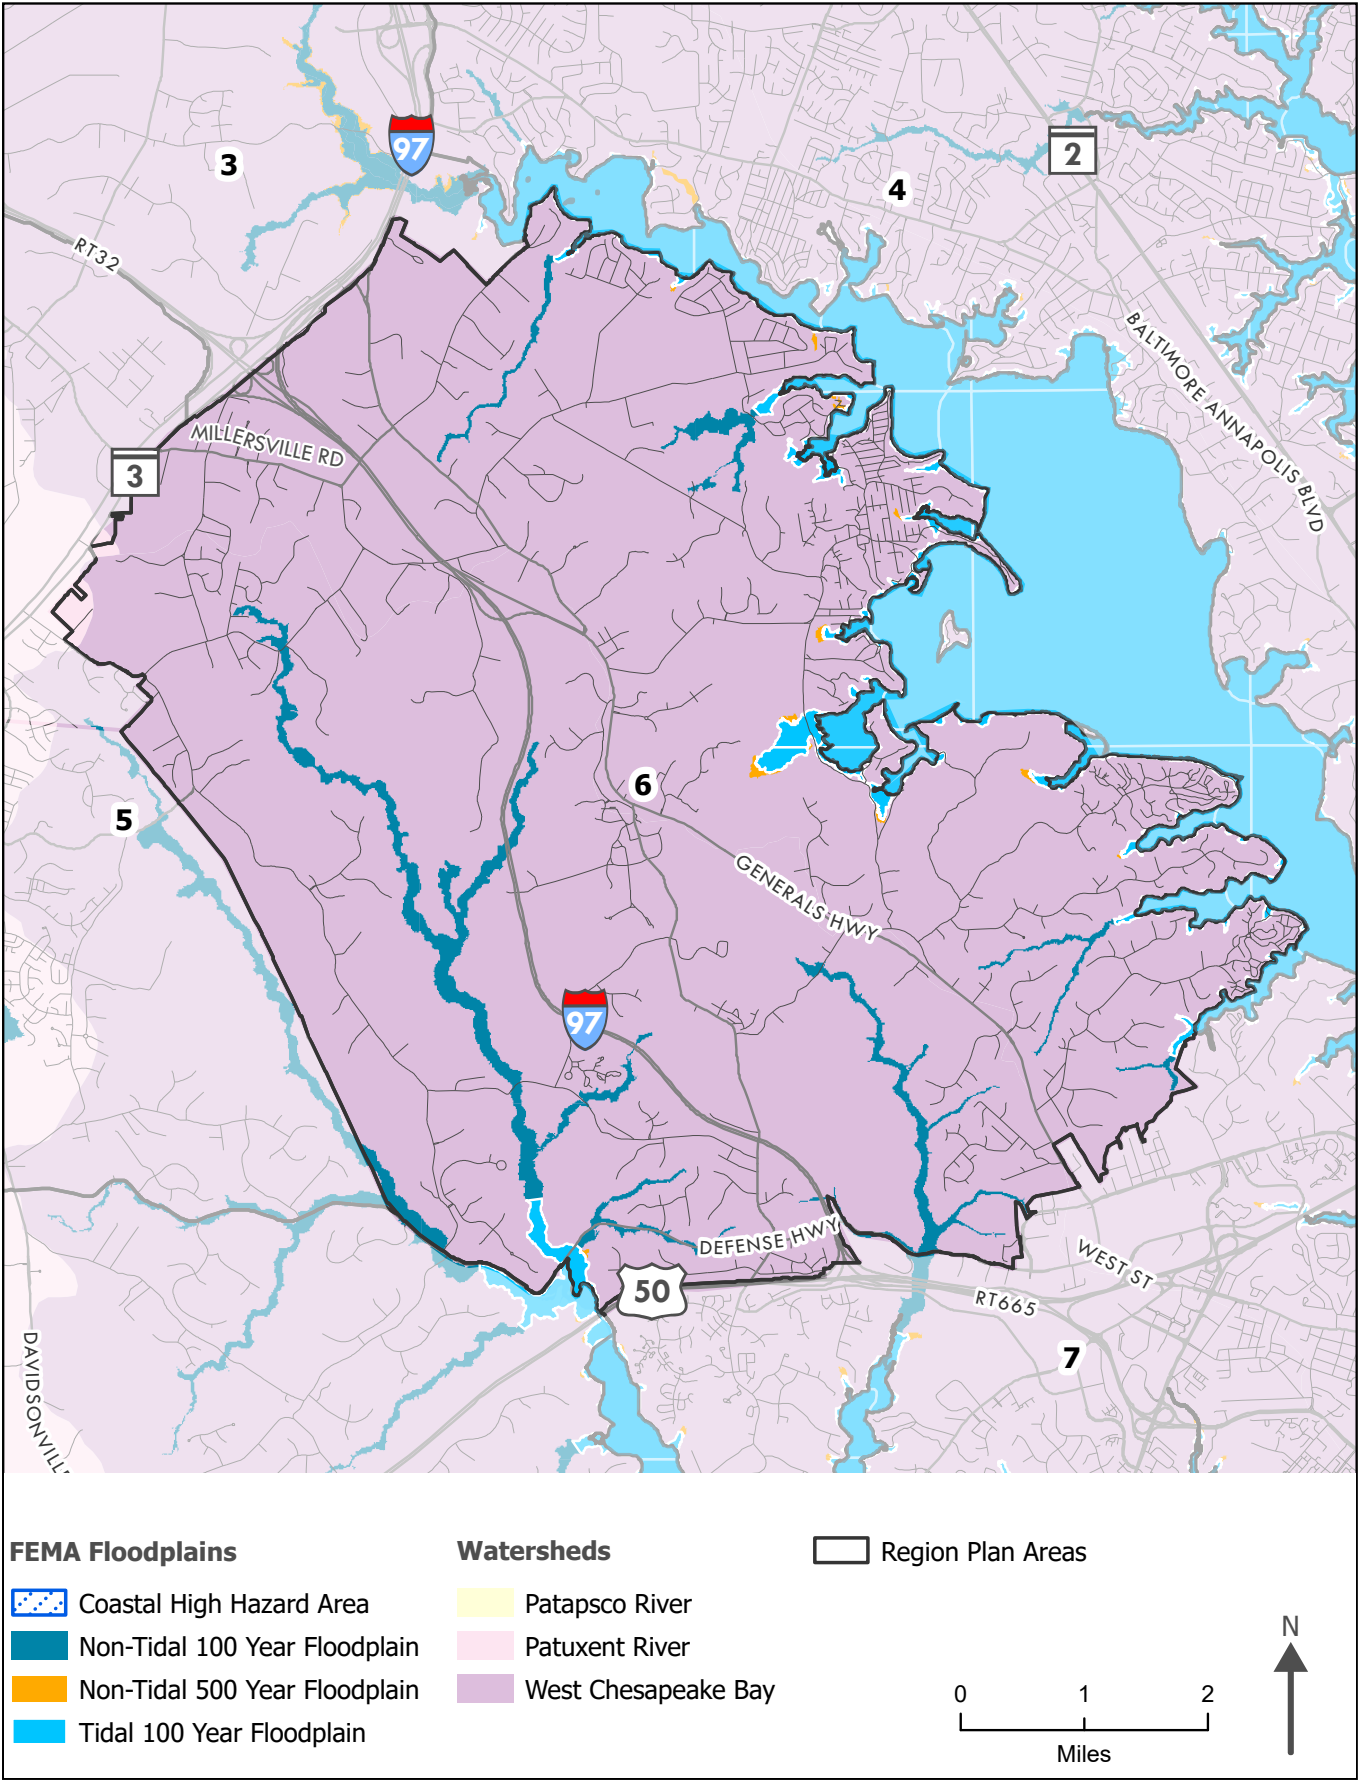 97
3
2
4
RT32
BALTIMORE ANNAPOLIS BLVD
MILLERSVILLE RD
3
6
5
GENERALS HWY
97
DEFENSE HWY
50
WEST ST
RT665
7
DAVIDSONVILL
FEMA Floodplains
Coastal High Hazard Area
Non-Tidal 100 Year Floodplain
Non-Tidal 500 Year Floodplain
Tidal 100 Year Floodplain
Watersheds
Patapsco River
Patuxent River
West Chesapeake Bay
Region Plan Areas
0 1 2
Miles
N